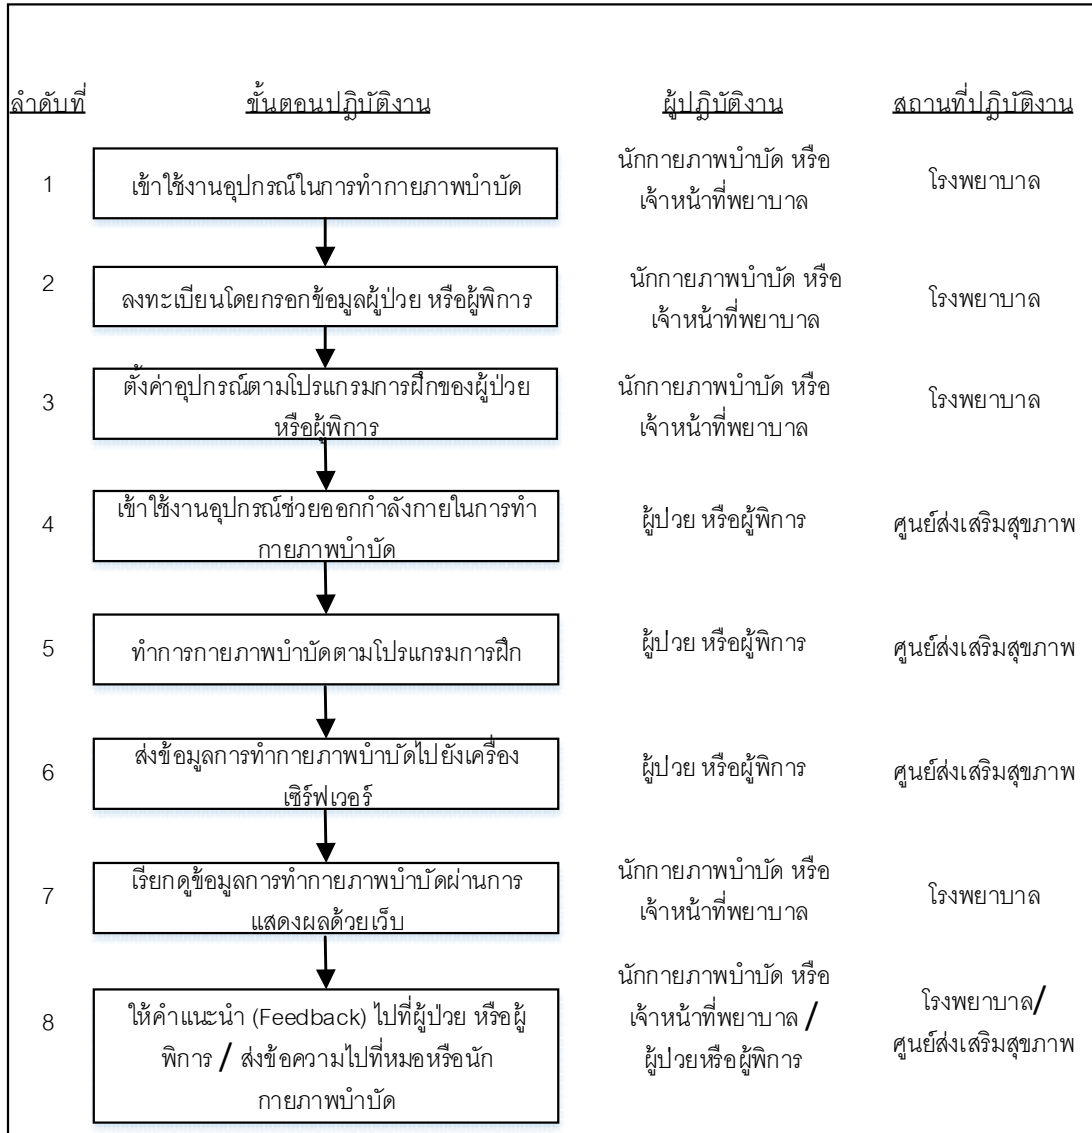 ลำดับที่ ขั้นตอนปฏิบัติงาน ผู้ปฏิบัติงาน สถานที่ปฏิบัติงาน
1 เข้าใช้งานอุปกรณ์ในการทำกายภาพบำบัด นักกายภาพบำบัด หรือ
เจ้าหน้าที่พยาบาล โรงพยาบาล
2 ลงทะเบียนโดยกรอกข้อมูลผู้ป่วย หรือผู้พิการ นักกายภาพบำบัด หรือ
เจ้าหน้าที่พยาบาล โรงพยาบาล
3 ตั้งค่าอุปกรณ์ตามโปรแกรมการฝึกของผู้ป่วย
หรือผู้พิการ นักกายภาพบำบัด หรือ
เจ้าหน้าที่พยาบาล โรงพยาบาล
4 เข้าใช้งานอุปกรณ์ช่วยออกกำลังกายในการทำ
กายภาพบำบัด ผู้ป่วย หรือผู้พิการ ศูนย์ส่งเสริมสุขภาพ
5 ทำการกายภาพบำบัดตามโปรแกรมการฝึก ผู้ป่วย หรือผู้พิการ ศูนย์ส่งเสริมสุขภาพ
6 ส่งข้อมูลการทำกายภาพบำบัดไปยังเครื่อง
เซิร์ฟเวอร์ ผู้ป่วย หรือผู้พิการ ศูนย์ส่งเสริมสุขภาพ
7 เรียกดูข้อมูลการทำกายภาพบำบัดผ่านการ
แสดงผลด้วยเว็บ นักกายภาพบำบัด หรือ
เจ้าหน้าที่พยาบาล โรงพยาบาล
8 ให้คำแนะนำ (Feedback) ไปที่ผู้ป่วย หรือผู้
พิการ / ส่งข้อความไปที่หมอหรือนัก
กายภาพบำบัด นักกายภาพบำบัด หรือ
เจ้าหน้าที่พยาบาล /
ผู้ป่วยหรือผู้พิการ โรงพยาบาล/
ศูนย์ส่งเสริมสุขภาพ